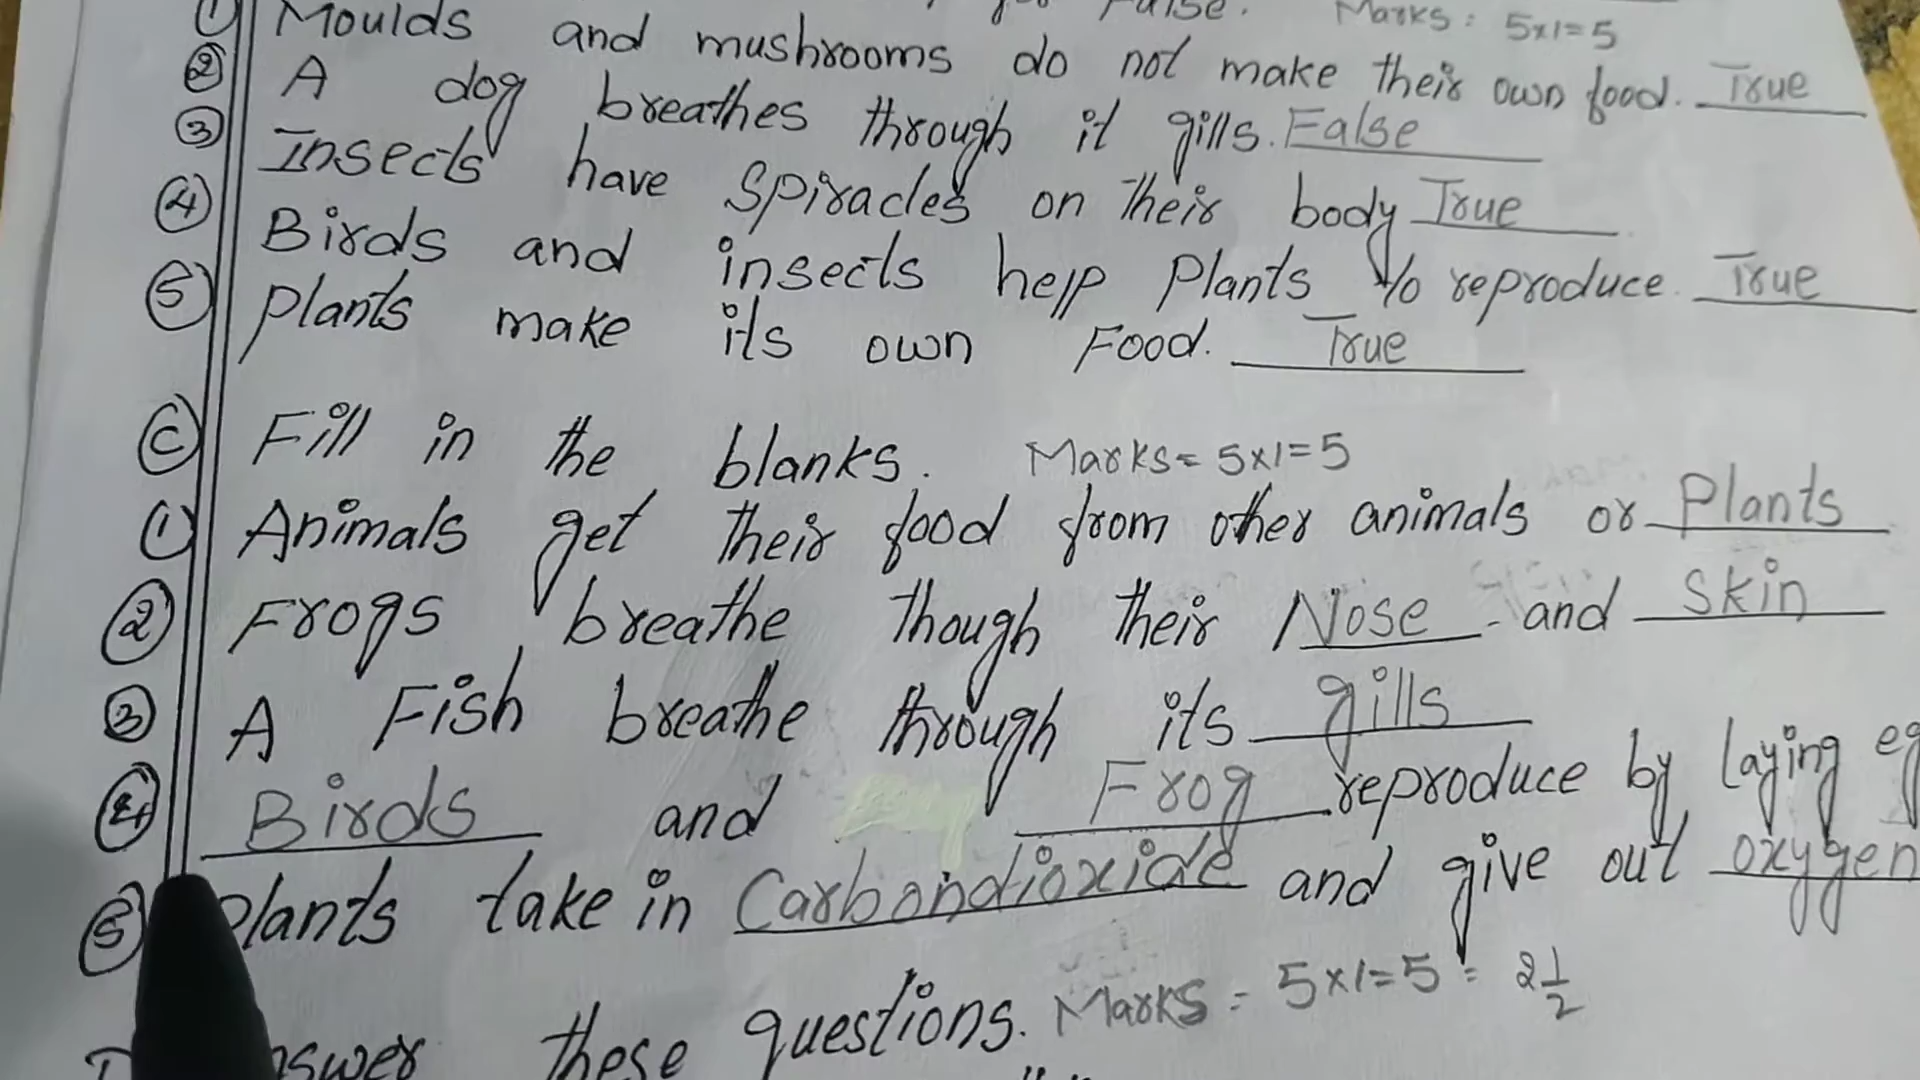 False. Marks: 5x1=5
① Moulds and mushrooms do not make their own food. True
② A dog breathes through it gills. False
③ Insects have Spiracles on their body True
④ Birds and insects help Plants to reproduce. True
⑤ Plants make its own Food. True
Ⓒ Fill in the blanks. Marks= 5x1=5
① Animals get their food from other animals or Plants
② Frogs breathe though their Nose and Skin
③ A Fish breathe through its gills
④ Birds and Frog reproduce by laying eg
⑤ Plants take in Carbondioxide and give out oxygen
these questions. Marks = 5x1=5 = 2 1/2